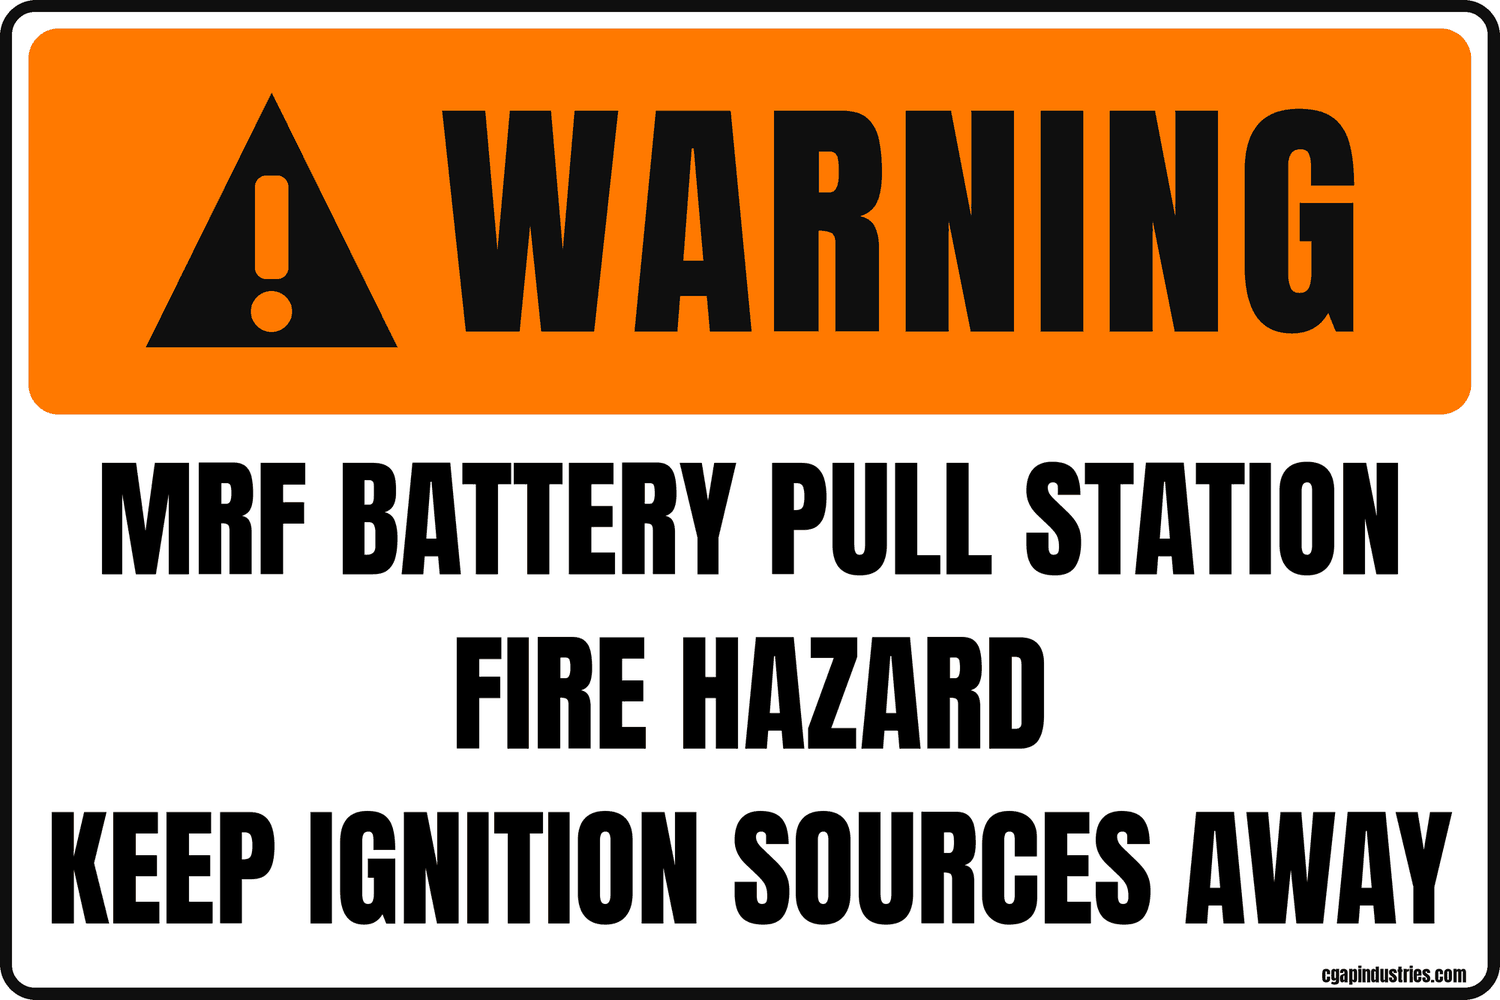 WARNING
MRF BATTERY PULL STATION
FIRE HAZARD
KEEP IGNITION SOURCES AWAY
cgapindustries.com